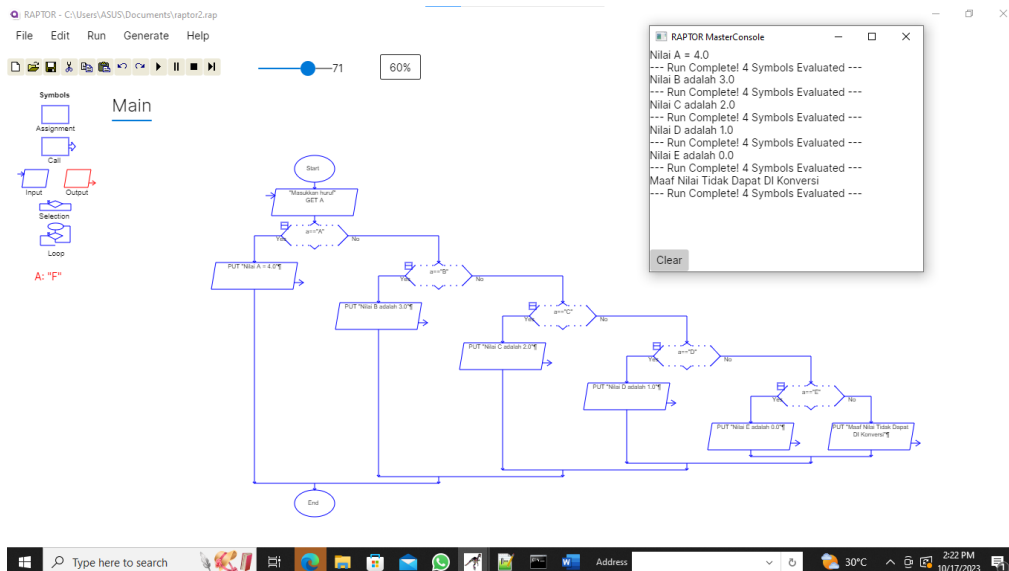 RAPTOR - C:\Users\ASUS\Documents\raptor2.rap
File Edit Run Generate Help
71
60%
Symbols
Assignment
Call
Input Output
Selection
Loop
A: "F"
Main
Start
"Masukkan huruf"
GET A
a=="A"
Yes No
PUT "Nilai A = 4.0"¶
a=="B"
Yes No
PUT "Nilai B adalah 3.0"¶
a=="C"
Yes No
PUT "Nilai C adalah 2.0"¶
a=="D"
Yes No
PUT "Nilai D adalah 1.0"¶
a=="E"
Yes No
PUT "Nilai E adalah 0.0"¶
PUT "Maaf Nilai Tidak Dapat
DI Konversi"¶
End
RAPTOR MasterConsole
Nilai A = 4.0
--- Run Complete! 4 Symbols Evaluated ---
Nilai B adalah 3.0
--- Run Complete! 4 Symbols Evaluated ---
Nilai C adalah 2.0
--- Run Complete! 4 Symbols Evaluated ---
Nilai D adalah 1.0
--- Run Complete! 4 Symbols Evaluated ---
Nilai E adalah 0.0
--- Run Complete! 4 Symbols Evaluated ---
Maaf Nilai Tidak Dapat DI Konversi
--- Run Complete! 4 Symbols Evaluated ---
Clear
Type here to search
Address
30°C
2:22 PM
10/17/2023